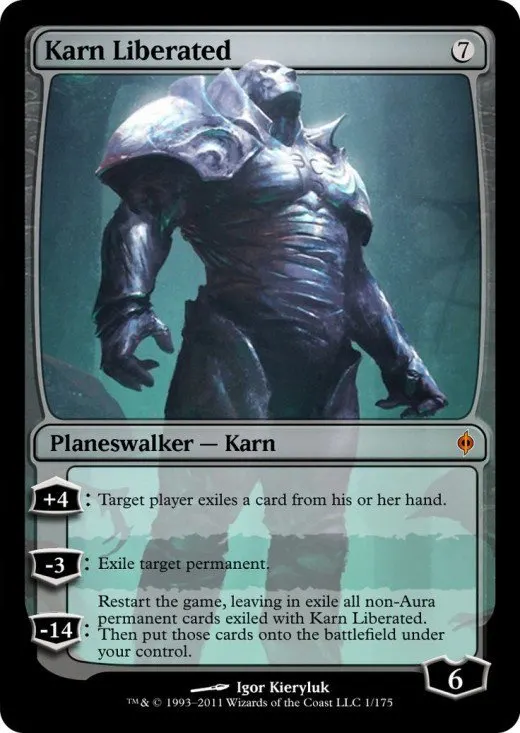 Karn Liberated 7
Planeswalker — Karn
+4: Target player exiles a card from his or her hand.
-3: Exile target permanent.
Restart the game, leaving in exile all non-Aura
permanent cards exiled with Karn Liberated.
-14: Then put those cards onto the battlefield under
your control.
6
Igor Kieryluk
™& © 1993–2011 Wizards of the Coast LLC 1/175